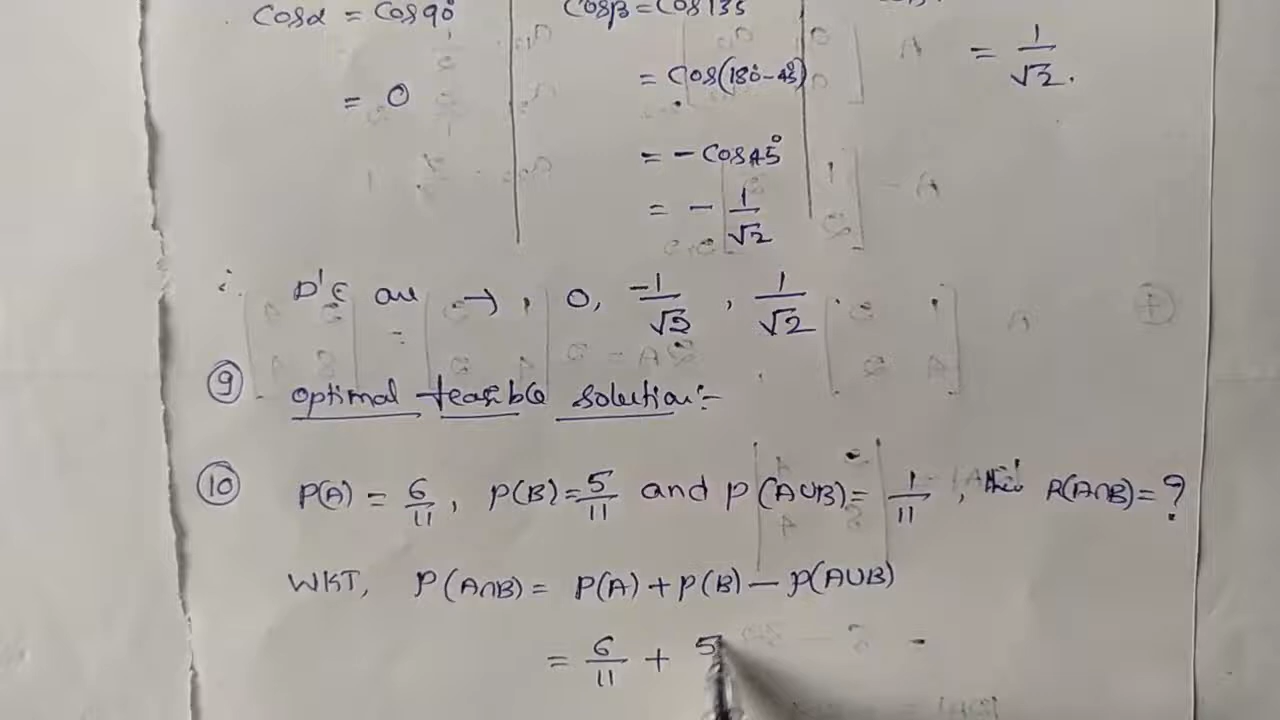 Cosα = Cos90°
= 0
Cosβ = Cos135
= Cos(180-45)
= - Cos45°
= - 1/√2
= 1/√2.
∴ D'C are → , 0, -1/√2 , 1/√2
⑨ optimal feasible solution:-
⑩ P(A) = 6/11, P(B) = 5/11 and P(A∪B) = 1/11, P(A∩B) = ?
WKT, P(A∩B) = P(A) + P(B) - P(A∪B)
= 6/11 + 5